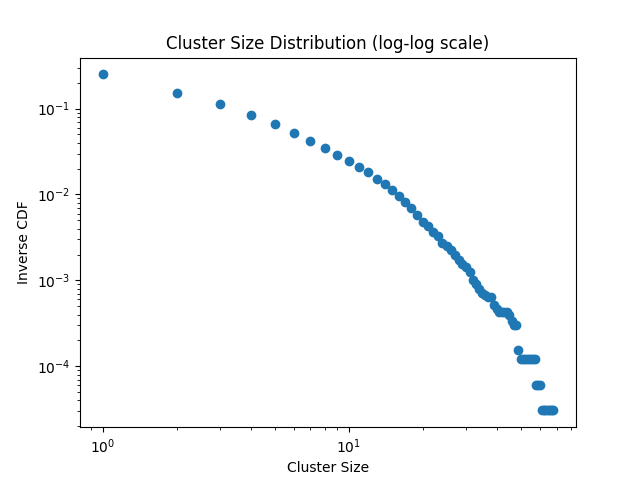 Cluster Size Distribution (log-log scale)
Inverse CDF
10⁻¹
10⁻²
10⁻³
10⁻⁴
10⁰ 10¹
Cluster Size